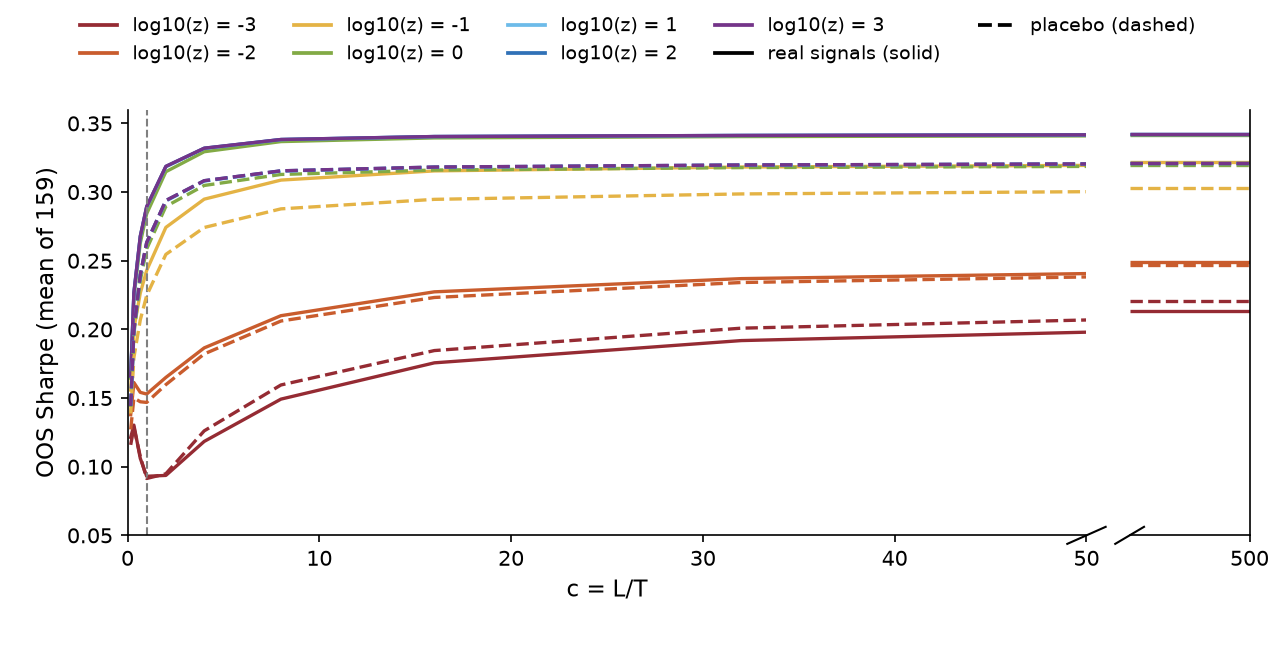 log10(z) = -3 log10(z) = -1 log10(z) = 1 log10(z) = 3 placebo (dashed)
log10(z) = -2 log10(z) = 0 log10(z) = 2 real signals (solid)
OOS Sharpe (mean of 159)
0.35
0.30
0.25
0.20
0.15
0.10
0.05
0 10 20 30 40 50 500
c = L/T